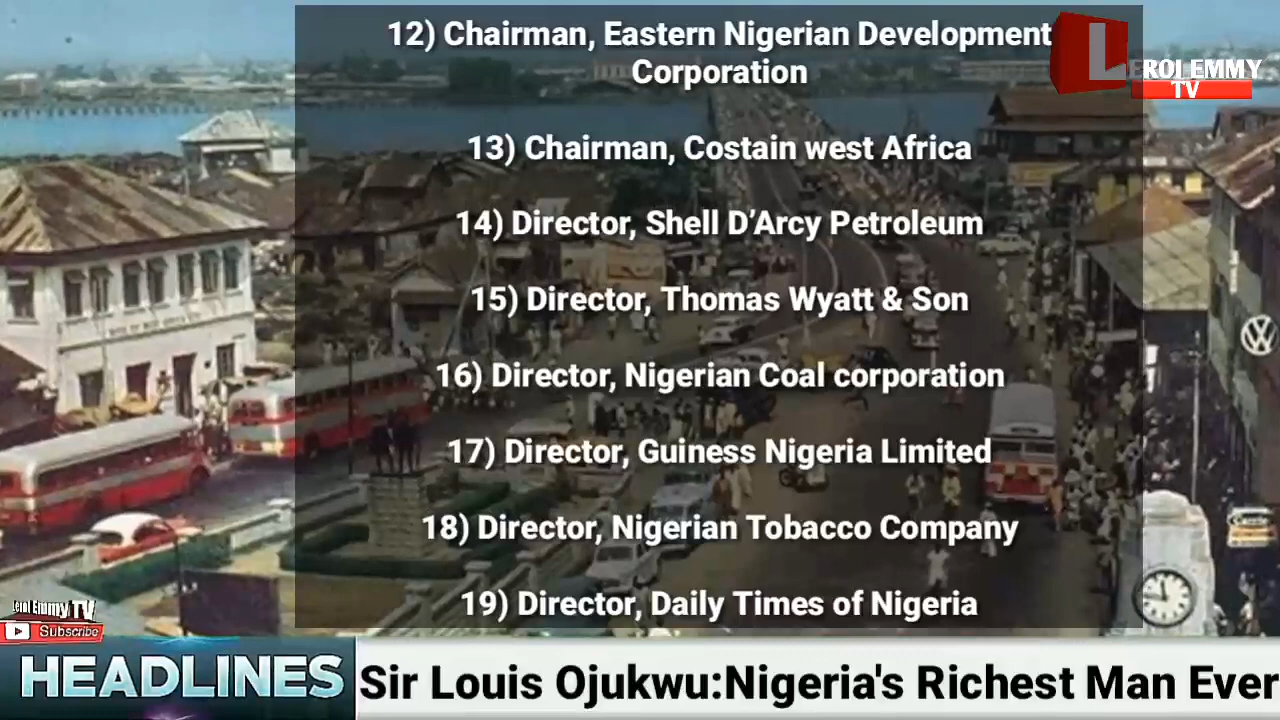 12) Chairman, Eastern Nigerian Development
Corporation
LEROI EMMY
TV
13) Chairman, Costain west Africa
14) Director, Shell D’Arcy Petroleum
15) Director, Thomas Wyatt & Son
16) Director, Nigerian Coal corporation
17) Director, Guiness Nigeria Limited
18) Director, Nigerian Tobacco Company
19) Director, Daily Times of Nigeria
Leroi Emmy TV
Subscribe
HEADLINES
Sir Louis Ojukwu:Nigeria's Richest Man Ever